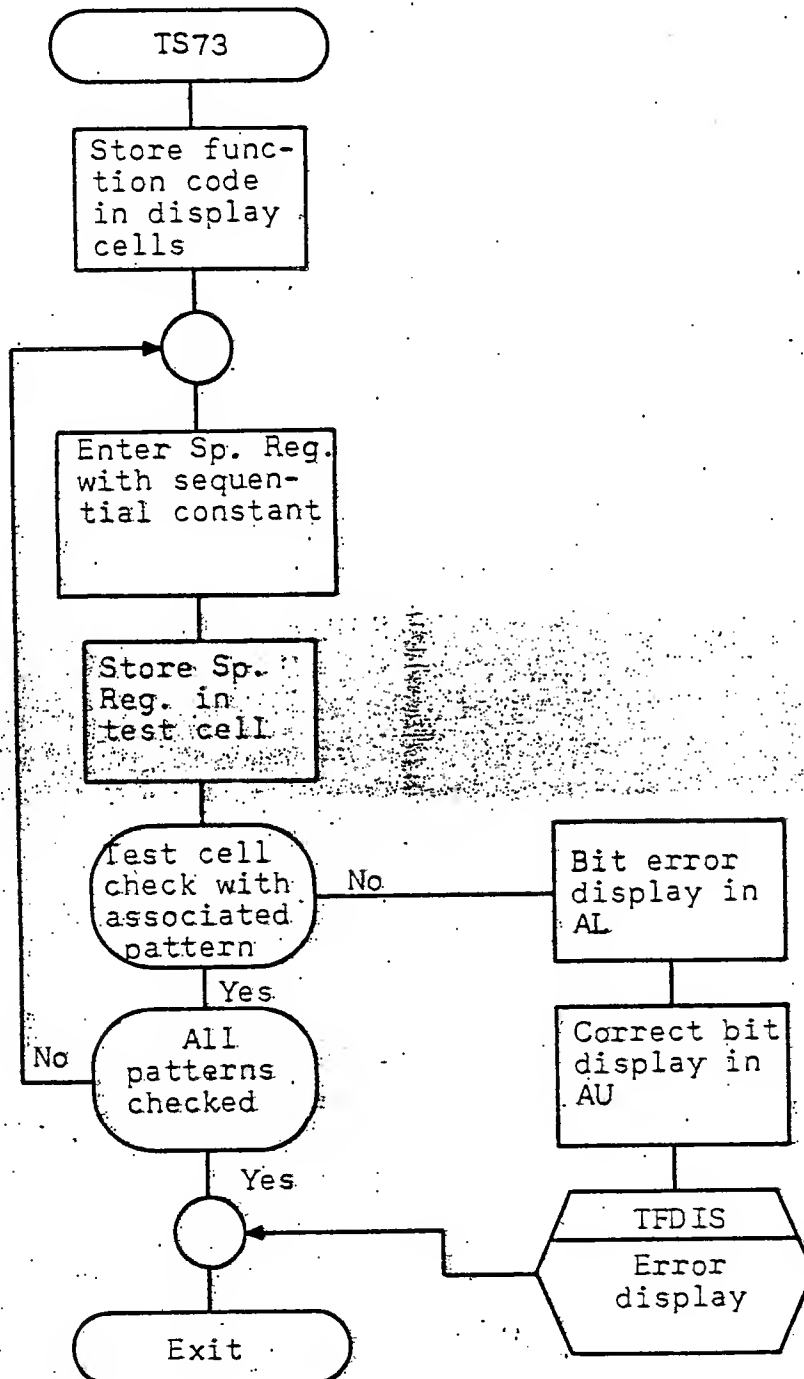 TS73
Store func-
tion code
in display
cells
Enter Sp. Reg.
with sequen-
tial constant
Store Sp.
Reg. in
test cell
Test cell
check with
associated
pattern
No
Bit error
display in
AL
Yes
Correct bit
display in
AU
All
patterns
checked
No
Yes
TFDIS
Error
display
Exit